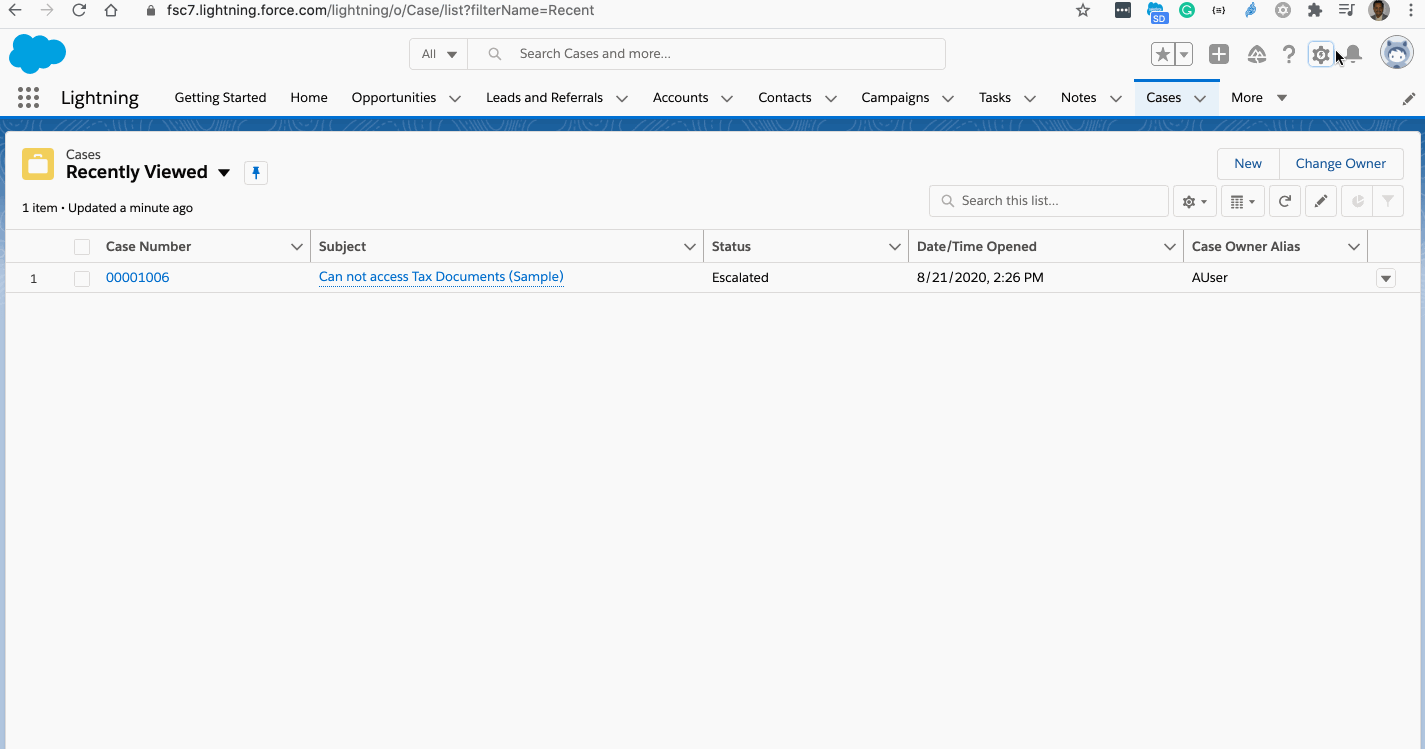 fsc7.lightning.force.com/lightning/o/Case/list?filterName=Recent
SD
All Search Cases and more...
Lightning Getting Started Home Opportunities Leads and Referrals Accounts Contacts Campaigns Tasks Notes Cases More
Cases
Recently Viewed
New Change Owner
1 item • Updated a minute ago
Search this list...
Case Number Subject Status Date/Time Opened Case Owner Alias
1 00001006 Can not access Tax Documents (Sample) Escalated 8/21/2020, 2:26 PM AUser